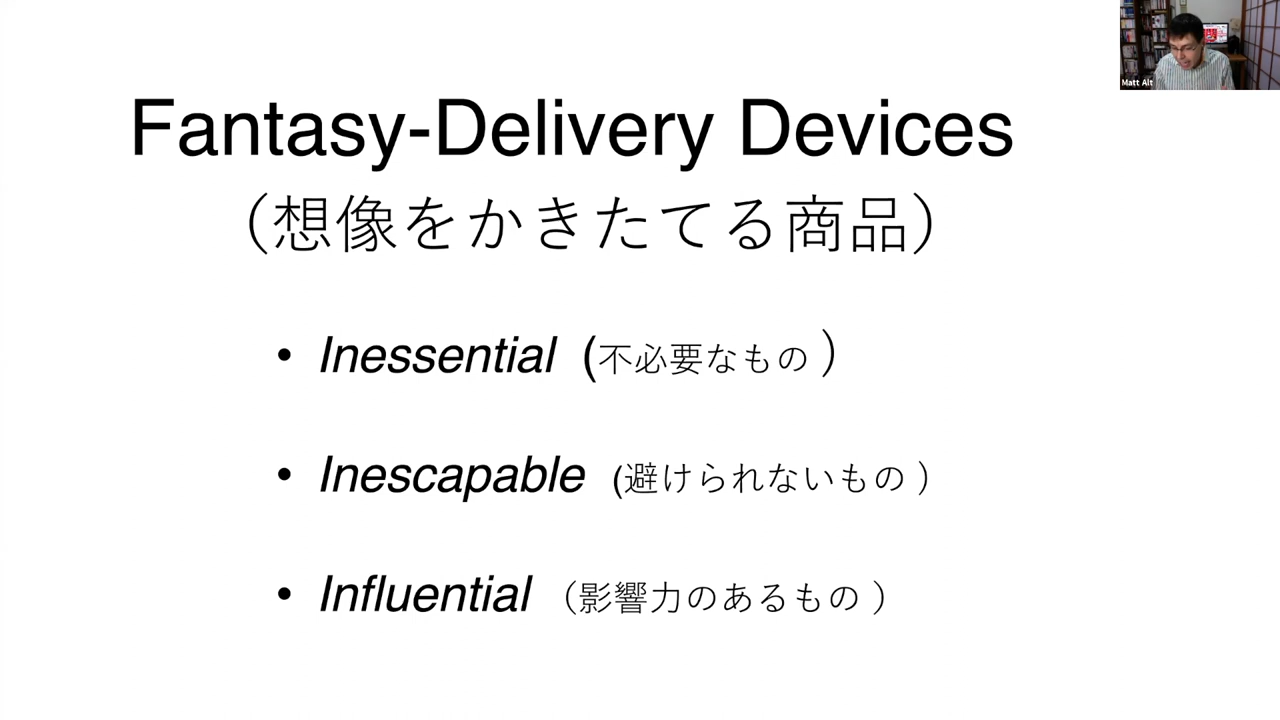 Fantasy-Delivery Devices
（想像をかきたてる商品）
• Inessential (不必要なもの ）
• Inescapable (避けられないもの ）
• Influential （影響力のあるもの ）
Matt Alt